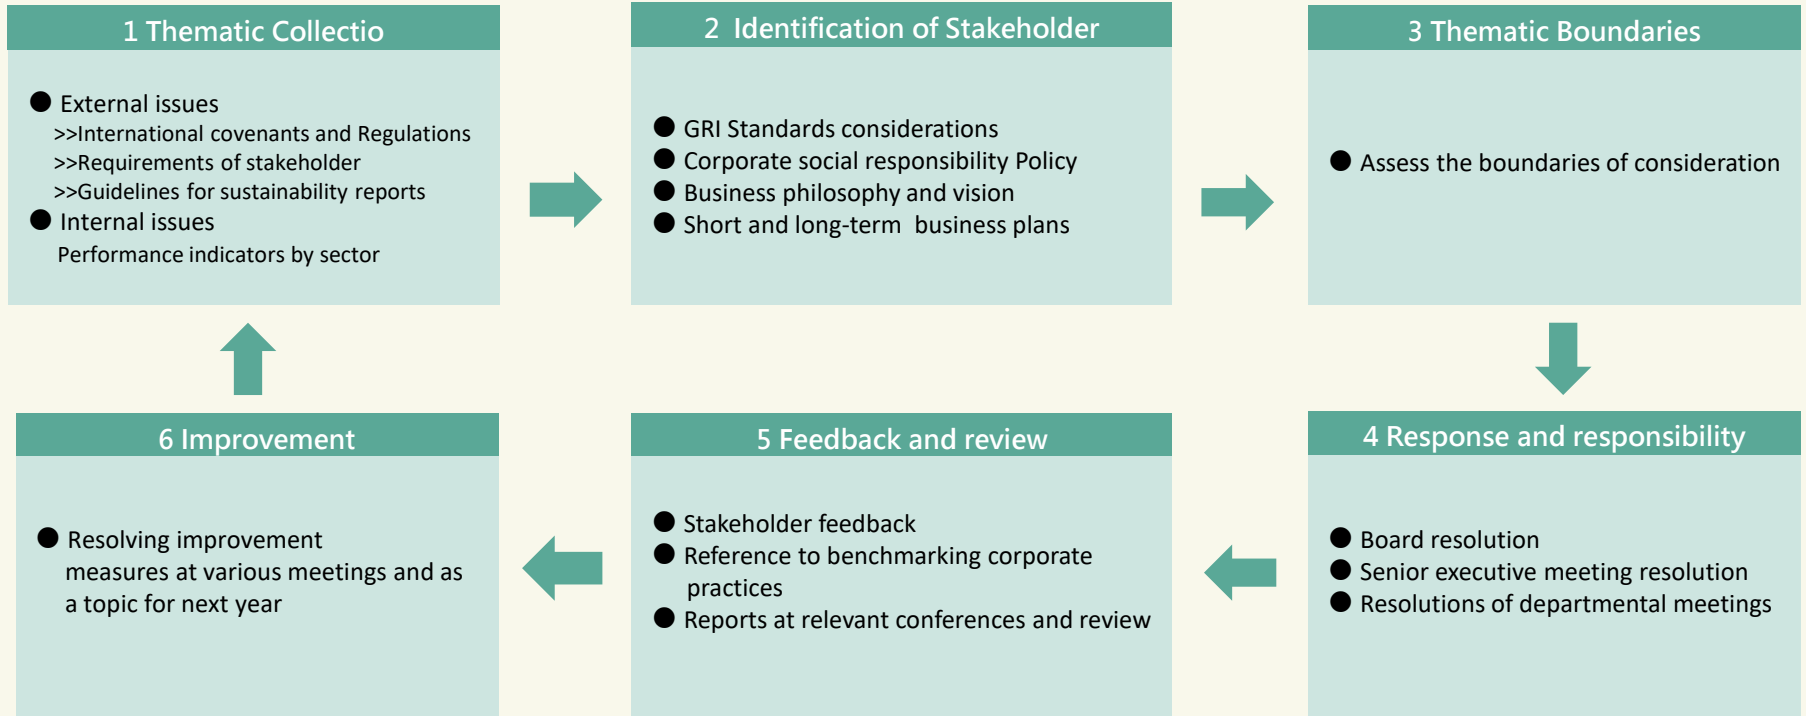 1 Thematic Collectio
● External issues
>>International covenants and Regulations
>>Requirements of stakeholder
>>Guidelines for sustainability reports
● Internal issues
Performance indicators by sector
2 Identification of Stakeholder
● GRI Standards considerations
● Corporate social responsibility Policy
● Business philosophy and vision
● Short and long-term business plans
3 Thematic Boundaries
● Assess the boundaries of consideration
4 Response and responsibility
● Board resolution
● Senior executive meeting resolution
● Resolutions of departmental meetings
5 Feedback and review
● Stakeholder feedback
● Reference to benchmarking corporate
practices
● Reports at relevant conferences and review
6 Improvement
● Resolving improvement
measures at various meetings and as
a topic for next year